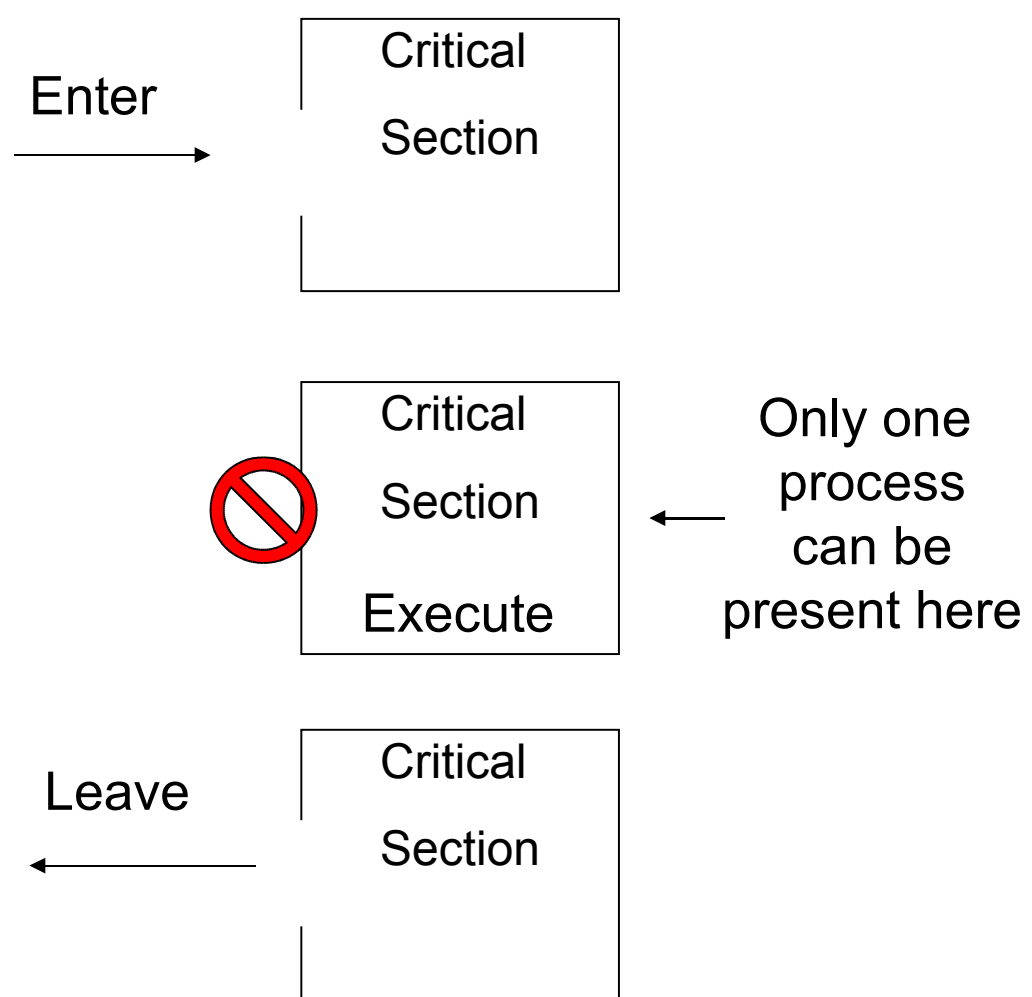 Critical
Enter
Section
Critical
Section
Execute
Only one
process
can be
present here
Critical
Leave
Section